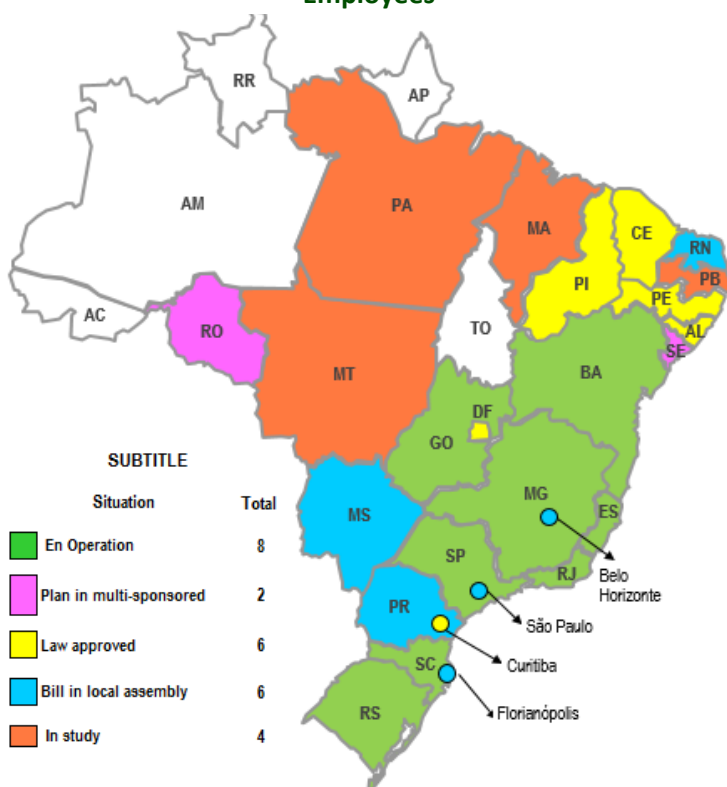 Employees
RR
AP
AM
PA
MA
CE
RN
PB
PI
PE
AL
SE
AC
RO
TO
MT
BA
DF
GO
MG
ES
MS
SP
RJ
PR
SC
RS
Belo
Horizonte
São Paulo
Curitiba
Florianópolis
SUBTITLE
Situation Total
En Operation 8
Plan in multi-sponsored 2
Law approved 6
Bill in local assembly 6
In study 4